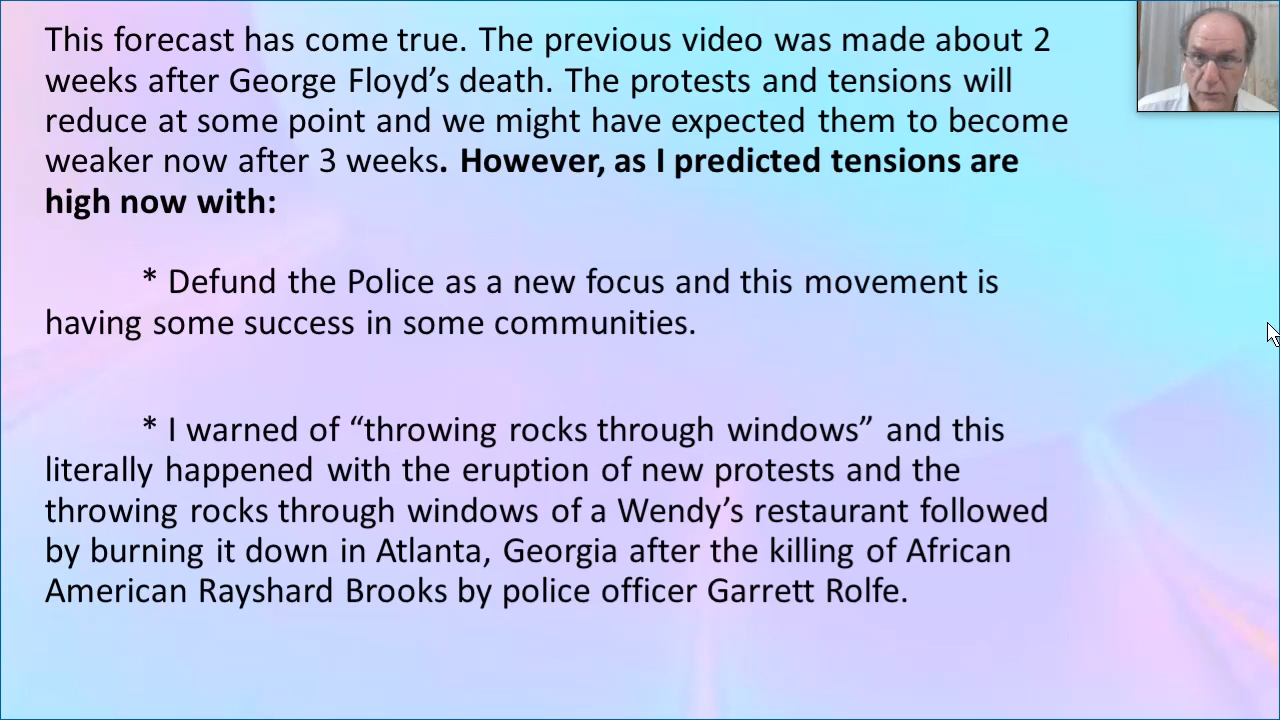 This forecast has come true. The previous video was made about 2
weeks after George Floyd’s death. The protests and tensions will
reduce at some point and we might have expected them to become
weaker now after 3 weeks. However, as I predicted tensions are
high now with:
* Defund the Police as a new focus and this movement is
having some success in some communities.
* I warned of “throwing rocks through windows” and this
literally happened with the eruption of new protests and the
throwing rocks through windows of a Wendy’s restaurant followed
by burning it down in Atlanta, Georgia after the killing of African
American Rayshard Brooks by police officer Garrett Rolfe.